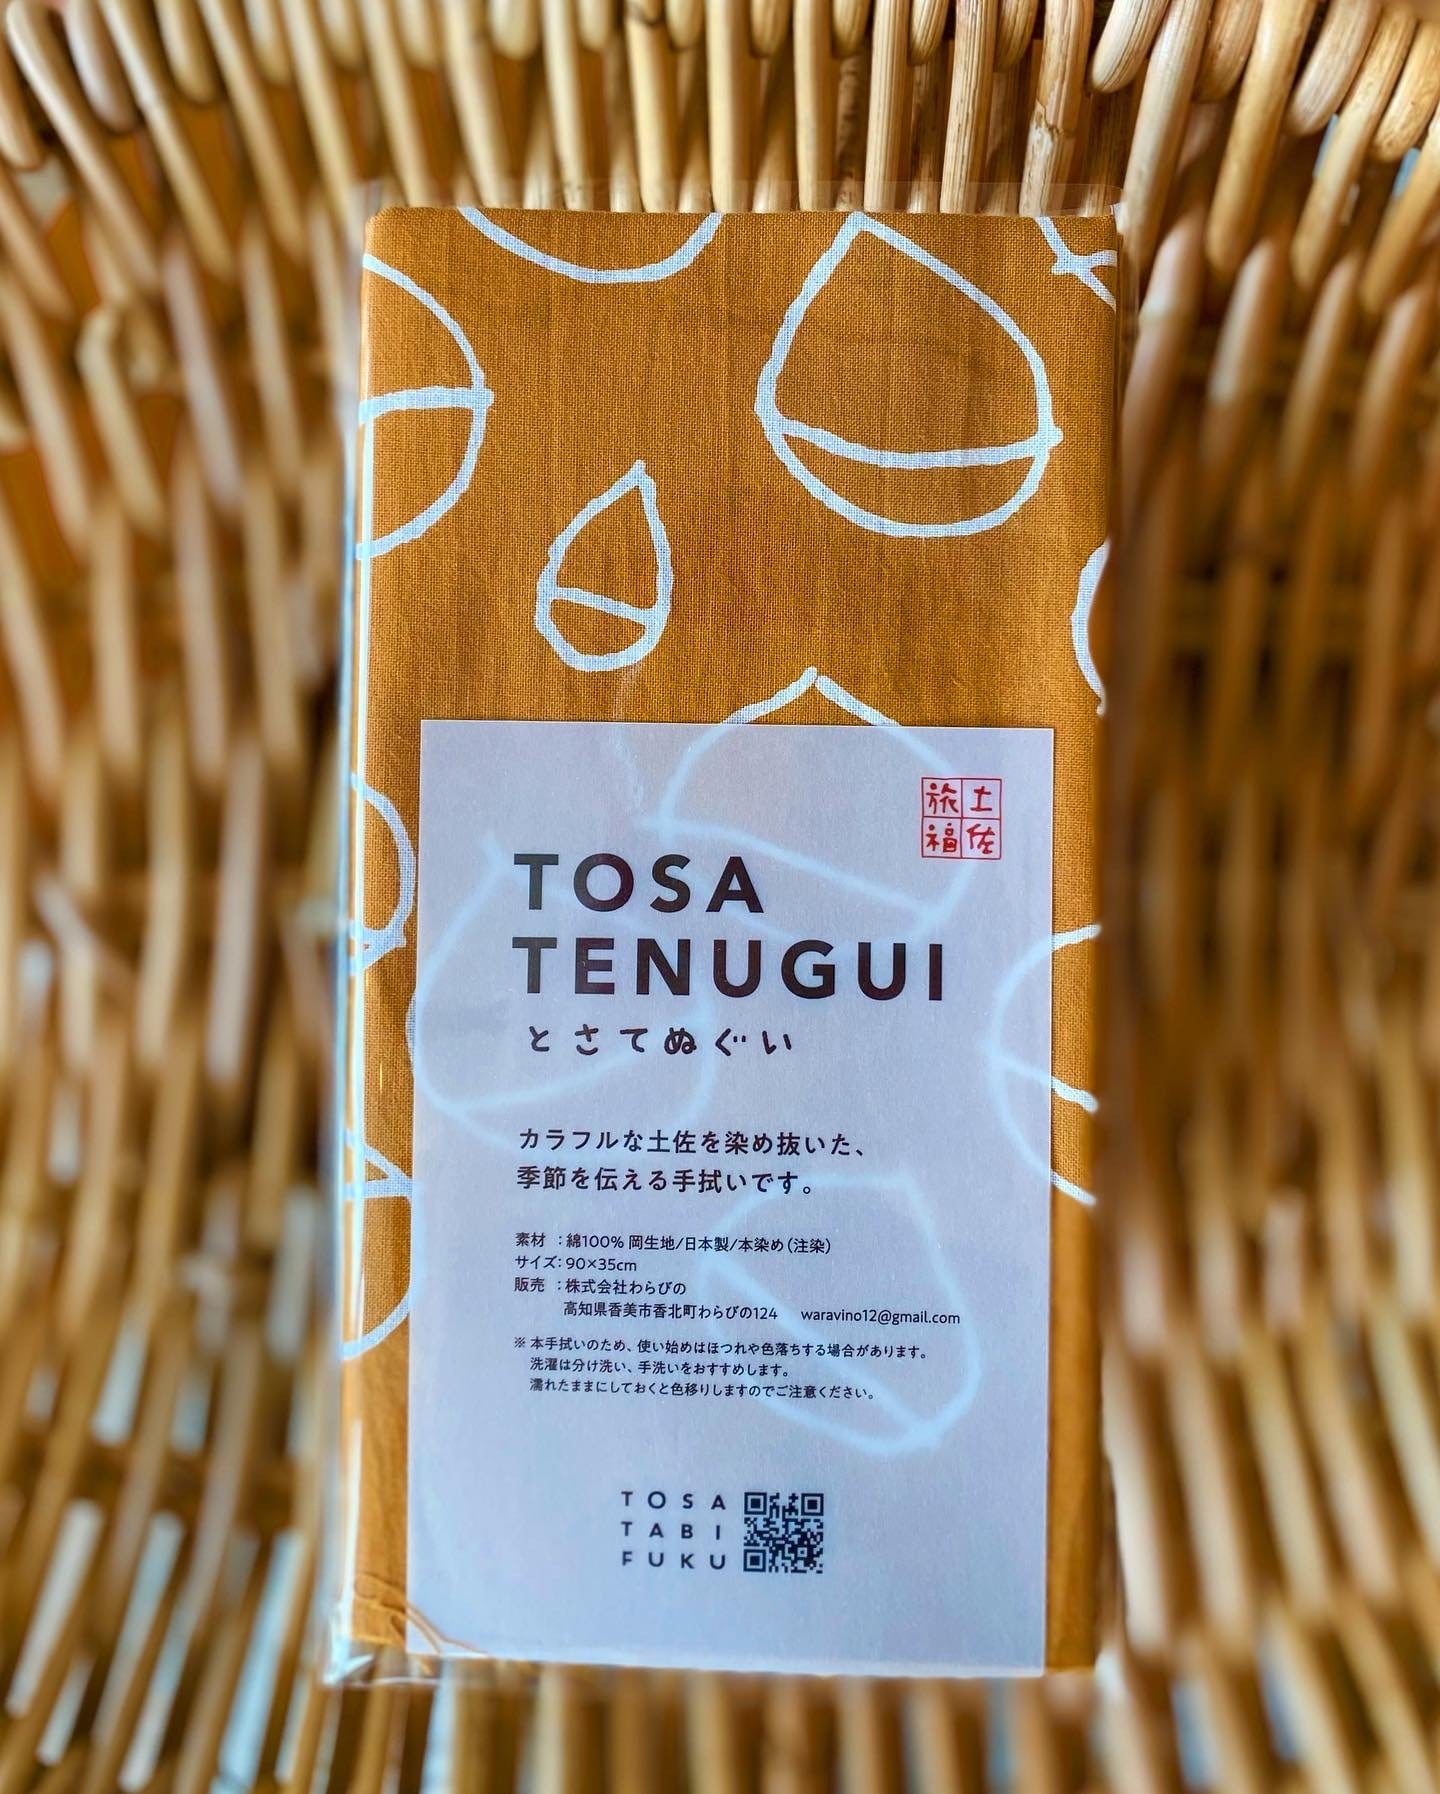 土佐
旅福
TOSA
TENUGUI
とさてぬぐい
カラフルな土佐を染め抜いた、
季節を伝える手拭いです。
素材 ：綿100% 岡生地/日本製/本染め（注染）
サイズ：90×35cm
販売 ：株式会社わらびの
高知県香美市香北町わらびの124 waravino12@gmail.com
※ 本手拭いのため、使い始めはほつれや色落ちする場合があります。
洗濯は分け洗い、手洗いをおすすめします。
濡れたままにしておくと色移りしますのでご注意ください。
TOSA
TABI
FUKU